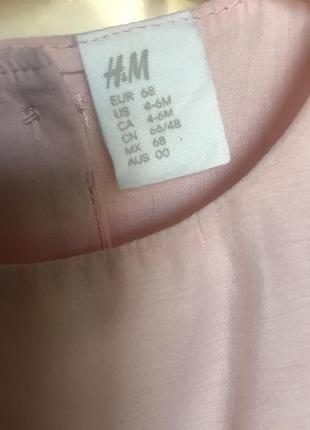 H&M
EUR 68
US 4-6M
CA 4-6M
CN 66/48
MX 68
AUS 00